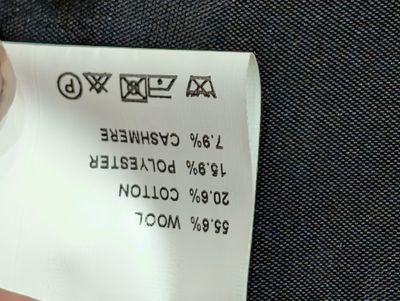 55.6% WOOL
20.6% COTTON
15.9% POLYESTER
7.9% CASHMERE
P